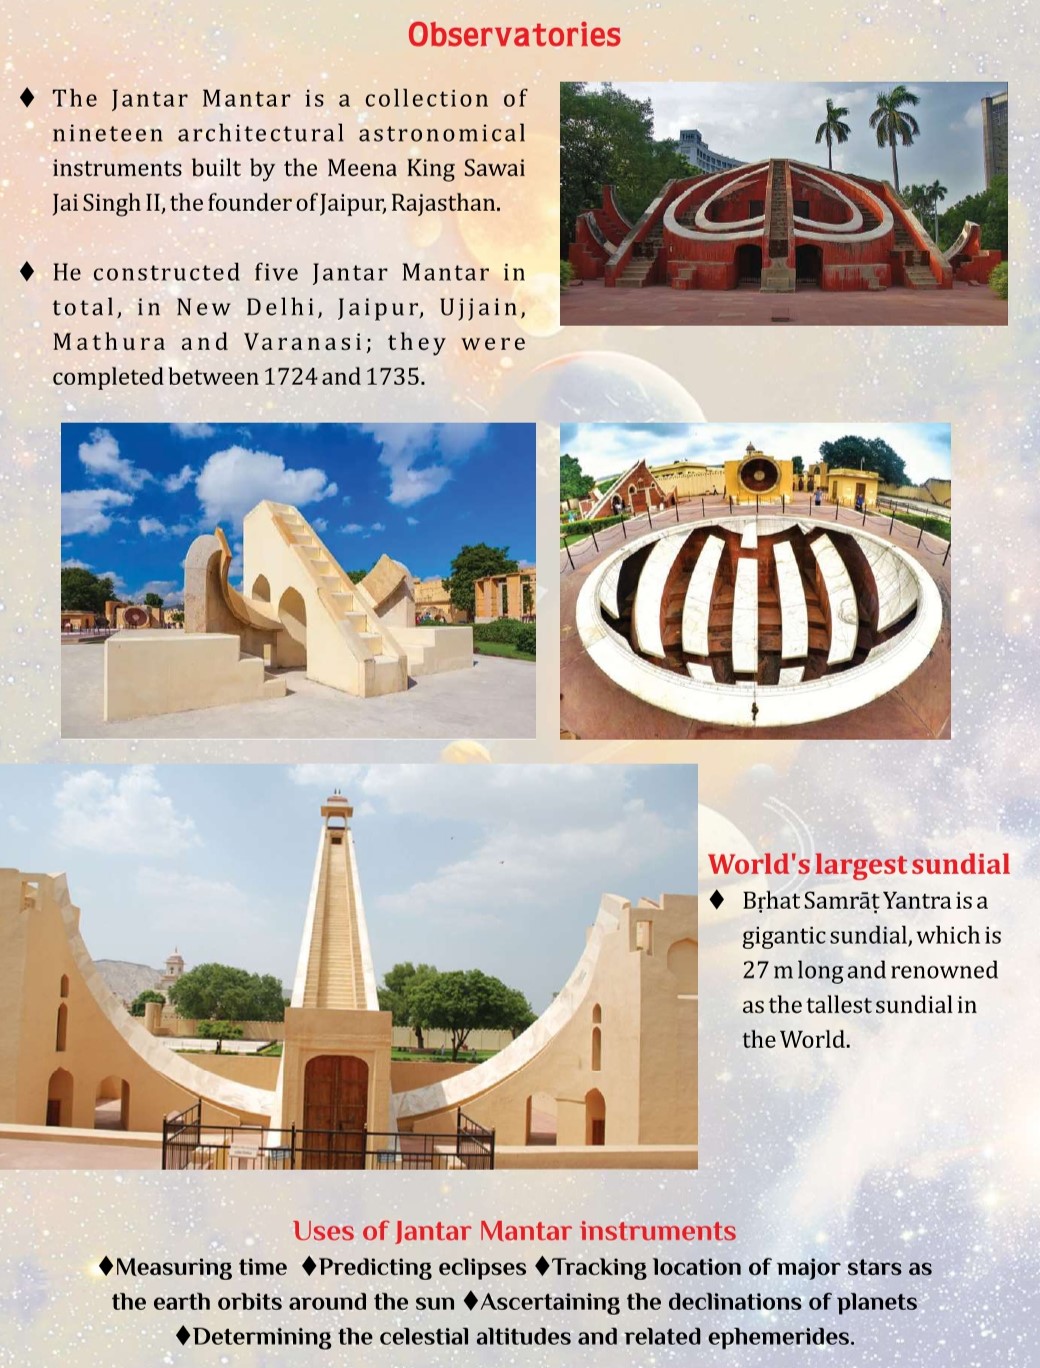 Observatories
♦ The Jantar Mantar is a collection of
nineteen architectural astronomical
instruments built by the Meena King Sawai
Jai Singh II, the founder of Jaipur, Rajasthan.
♦ He constructed five Jantar Mantar in
total, in New Delhi, Jaipur, Ujjain,
Mathura and Varanasi; they were
completed between 1724 and 1735.
World's largest sundial
♦ Bṛhat Samrāṭ Yantra is a
gigantic sundial, which is
27 m long and renowned
as the tallest sundial in
the World.
Uses of Jantar Mantar instruments
♦Measuring time ♦Predicting eclipses ♦Tracking location of major stars as
the earth orbits around the sun ♦Ascertaining the declinations of planets
♦Determining the celestial altitudes and related ephemerides.